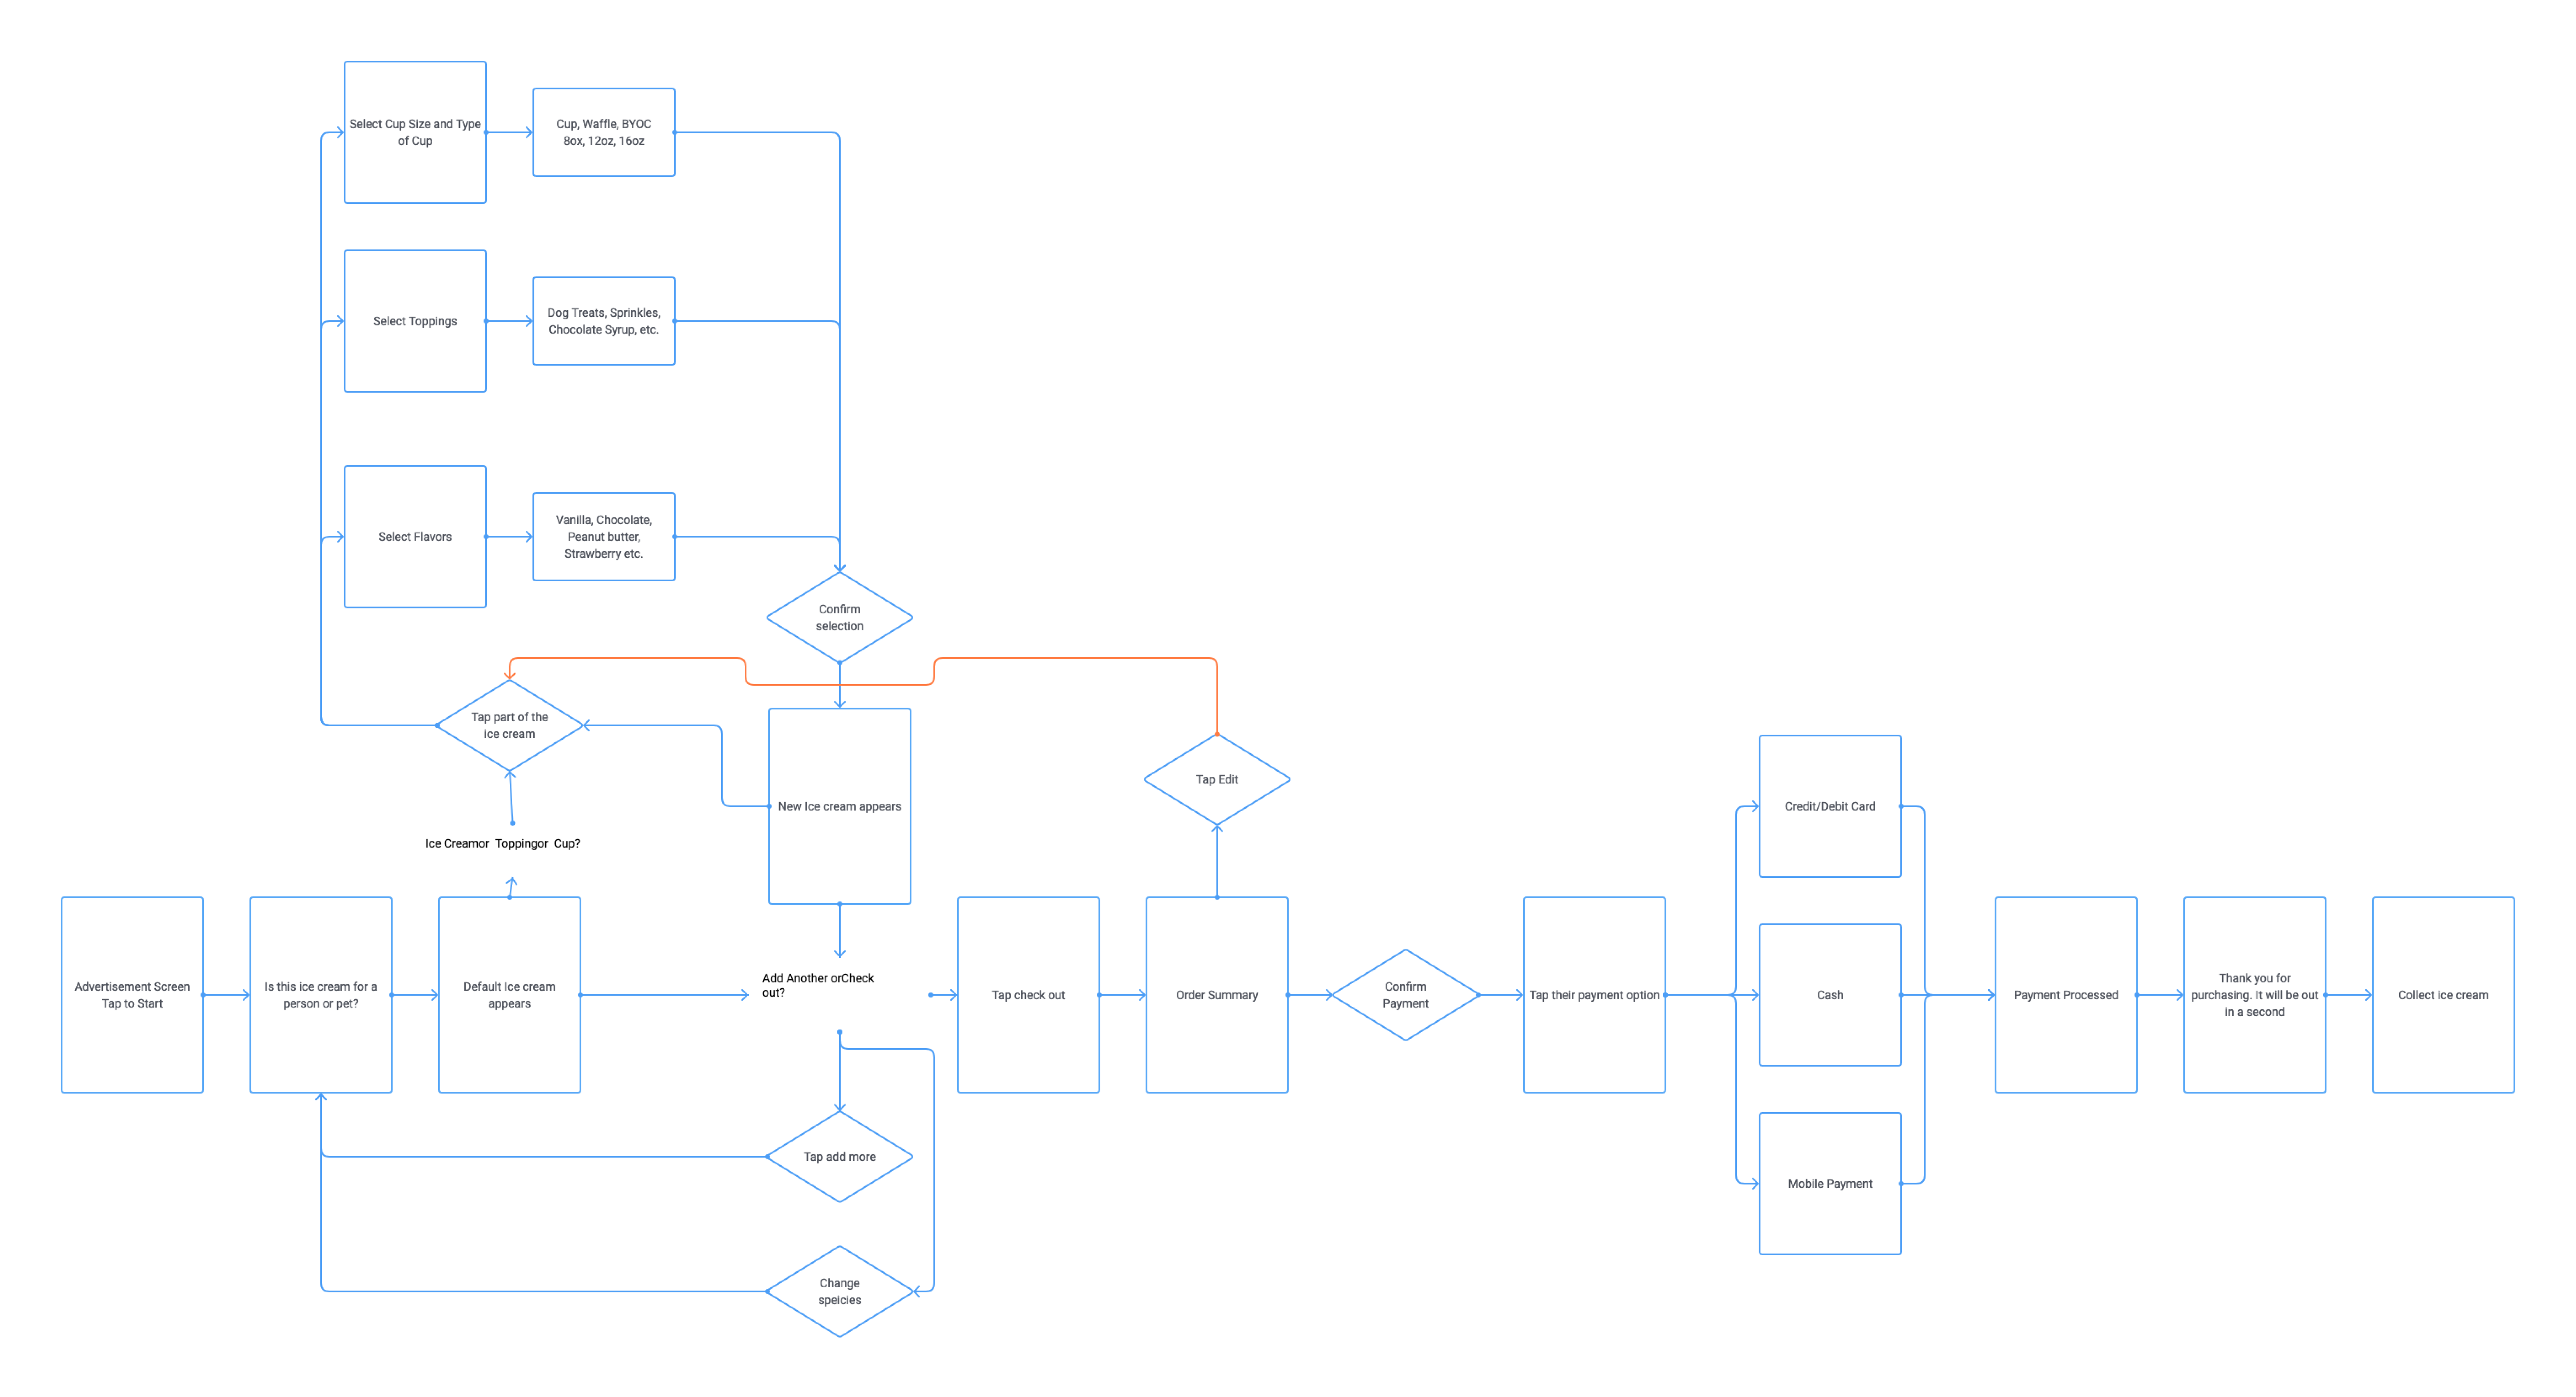 Select Cup Size and Type
of Cup
Cup, Waffle, BYOC
8ox, 12oz, 16oz
Select Toppings
Dog Treats, Sprinkles,
Chocolate Syrup, etc.
Select Flavors
Vanilla, Chocolate,
Peanut butter,
Strawberry etc.
Confirm
selection
Tap part of the
ice cream
New Ice cream appears
Tap Edit
Ice Creamor  Toppingor  Cup?
Advertisement Screen
Tap to Start
Is this ice cream for a
person or pet?
Default Ice cream
appears
Add Another orCheck
out?
Tap check out
Order Summary
Confirm
Payment
Tap their payment option
Credit/Debit Card
Cash
Mobile Payment
Payment Processed
Thank you for
purchasing. It will be out
in a second
Collect ice cream
Tap add more
Change
speicies